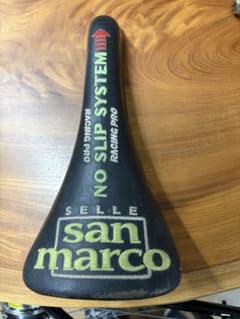 NO SLIP SYSTEM
RACING PRO
RACING PRO
SELLE
san
marco